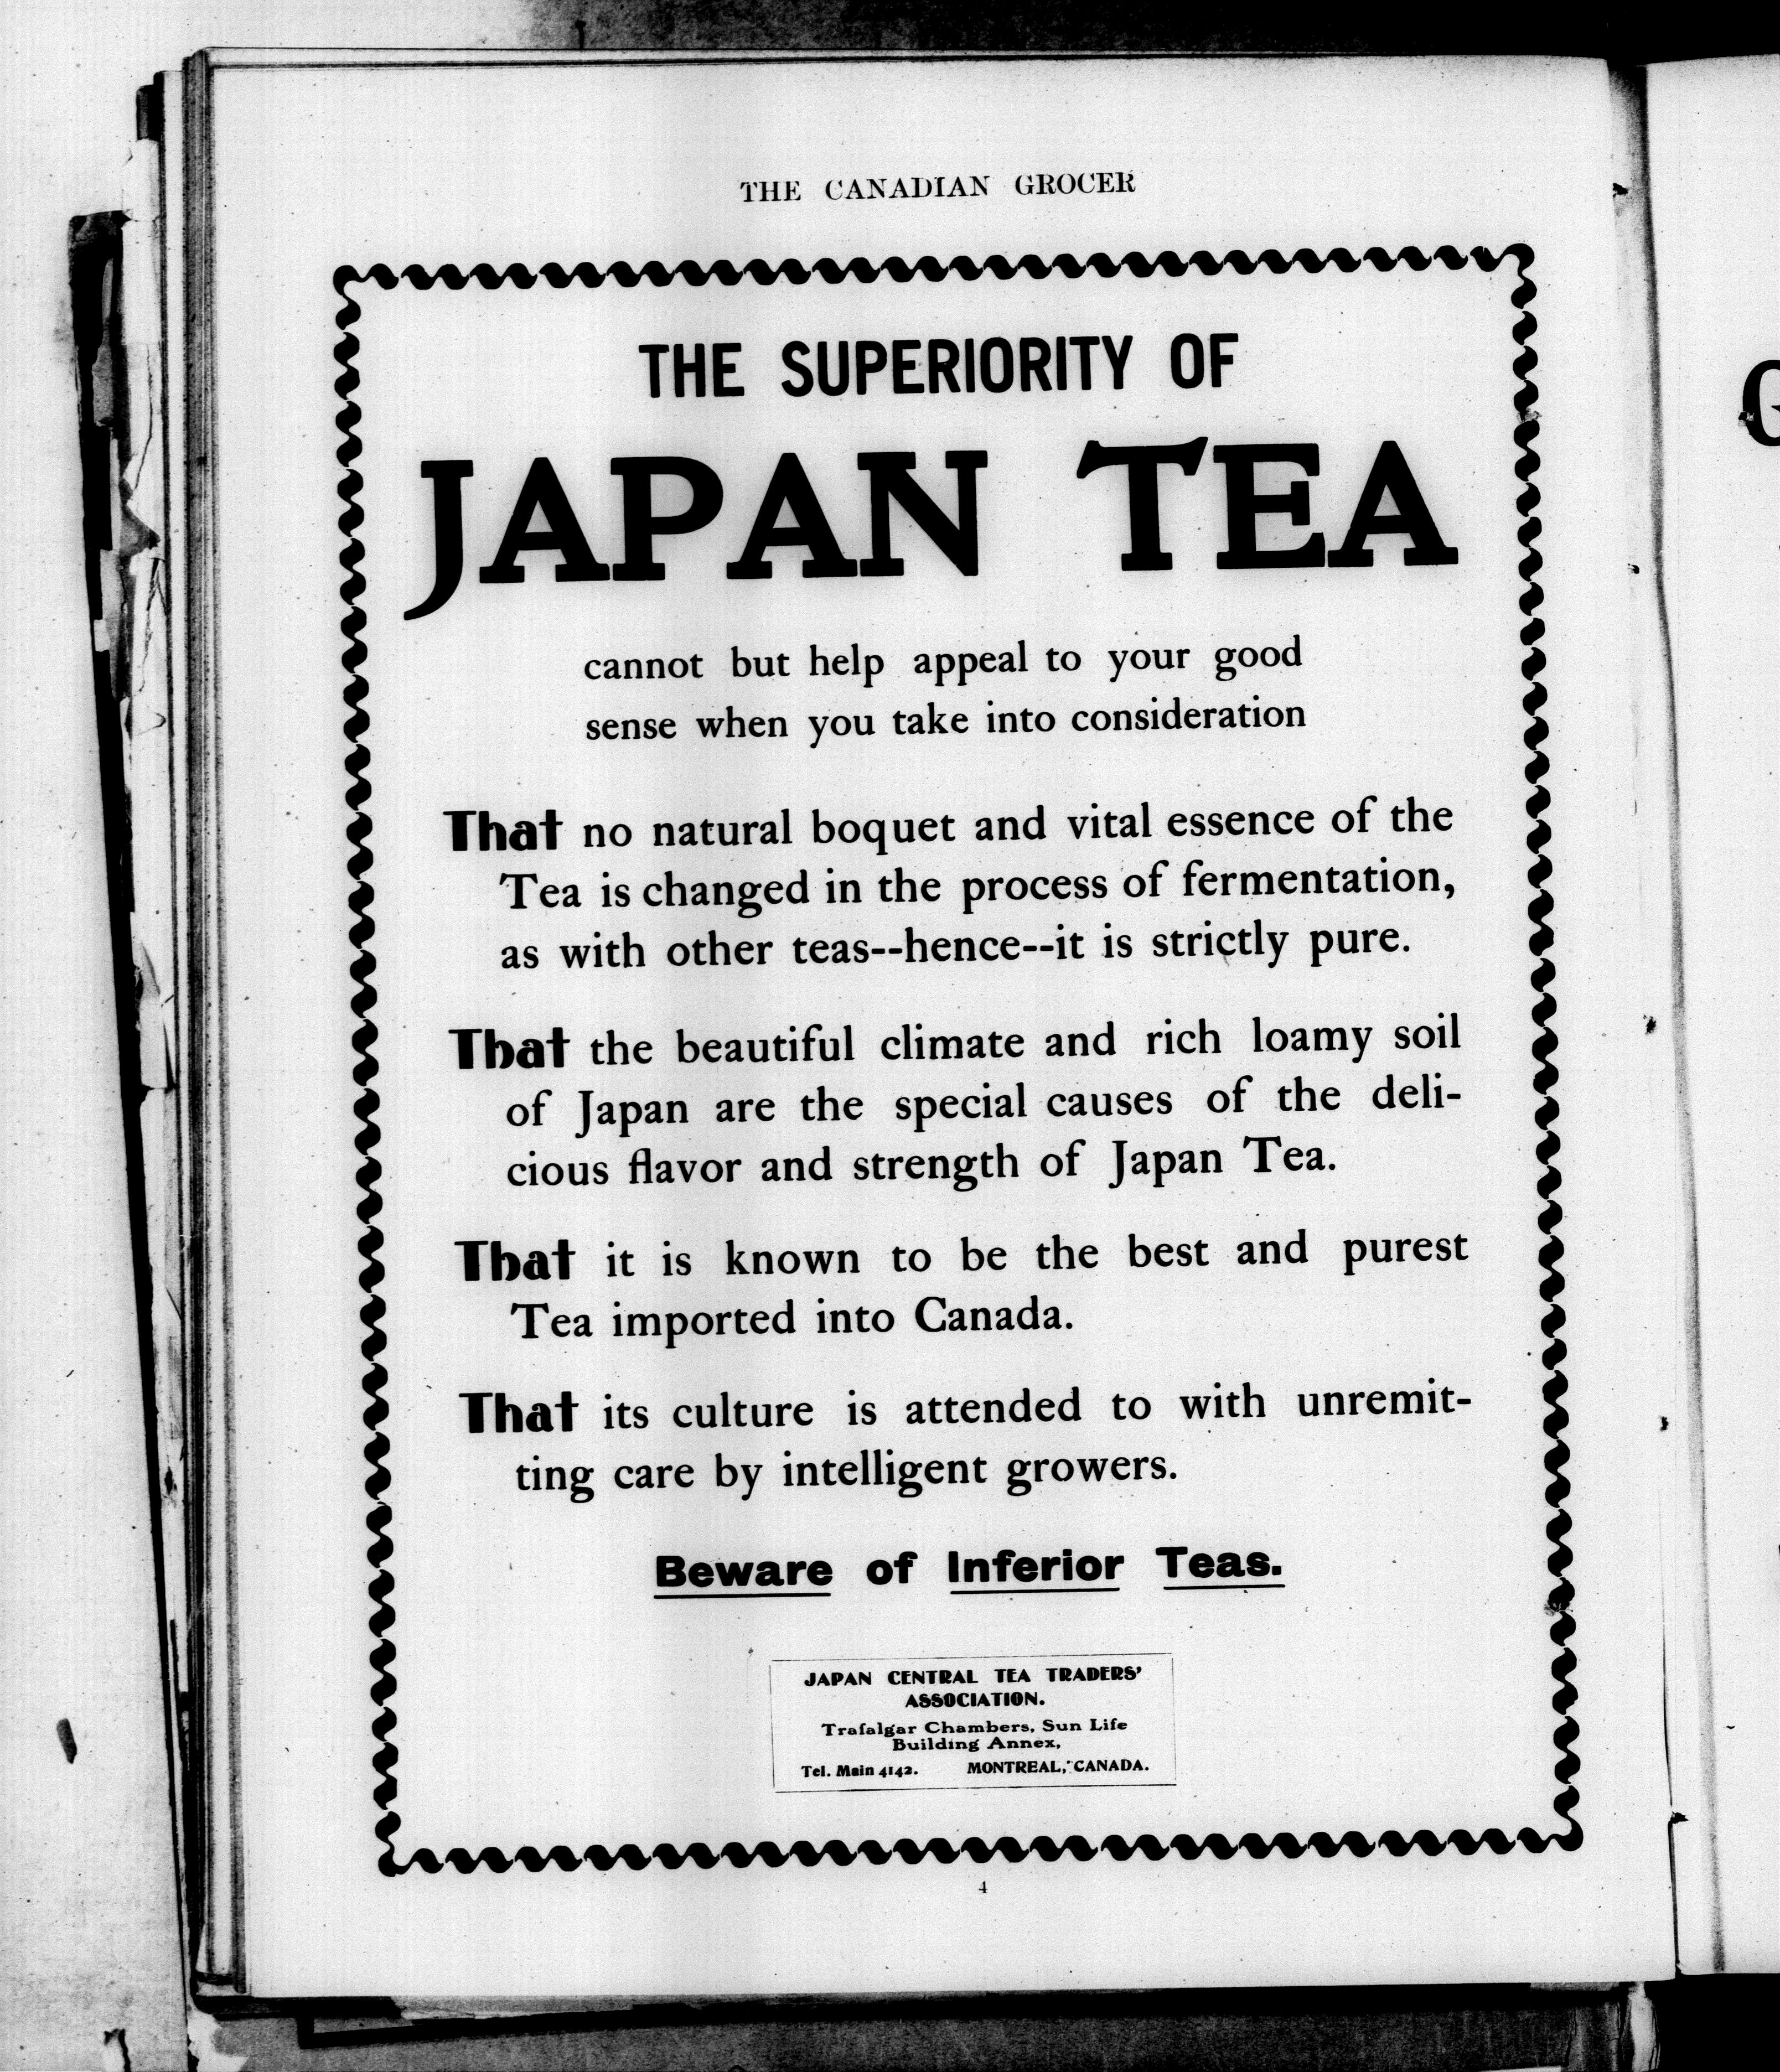 THE CANADIAN GROCER
THE SUPERIORITY OF
JAPAN TEA
cannot but help appeal to your good
sense when you take into consideration
That no natural boquet and vital essence of the
Tea is changed in the process of fermentation,
as with other teas--hence--it is strictly pure.
That the beautiful climate and rich loamy soil
of Japan are the special causes of the deli-
cious flavor and strength of Japan Tea.
That it is known to be the best and purest
Tea imported into Canada.
That its culture is attended to with unremit-
ting care by intelligent growers.
Beware of Inferior Teas.
JAPAN CENTRAL TEA TRADERS'
ASSOCIATION.
Trafalgar Chambers, Sun Life
Building Annex,
Tel. Main 4142. MONTREAL, CANADA.
4